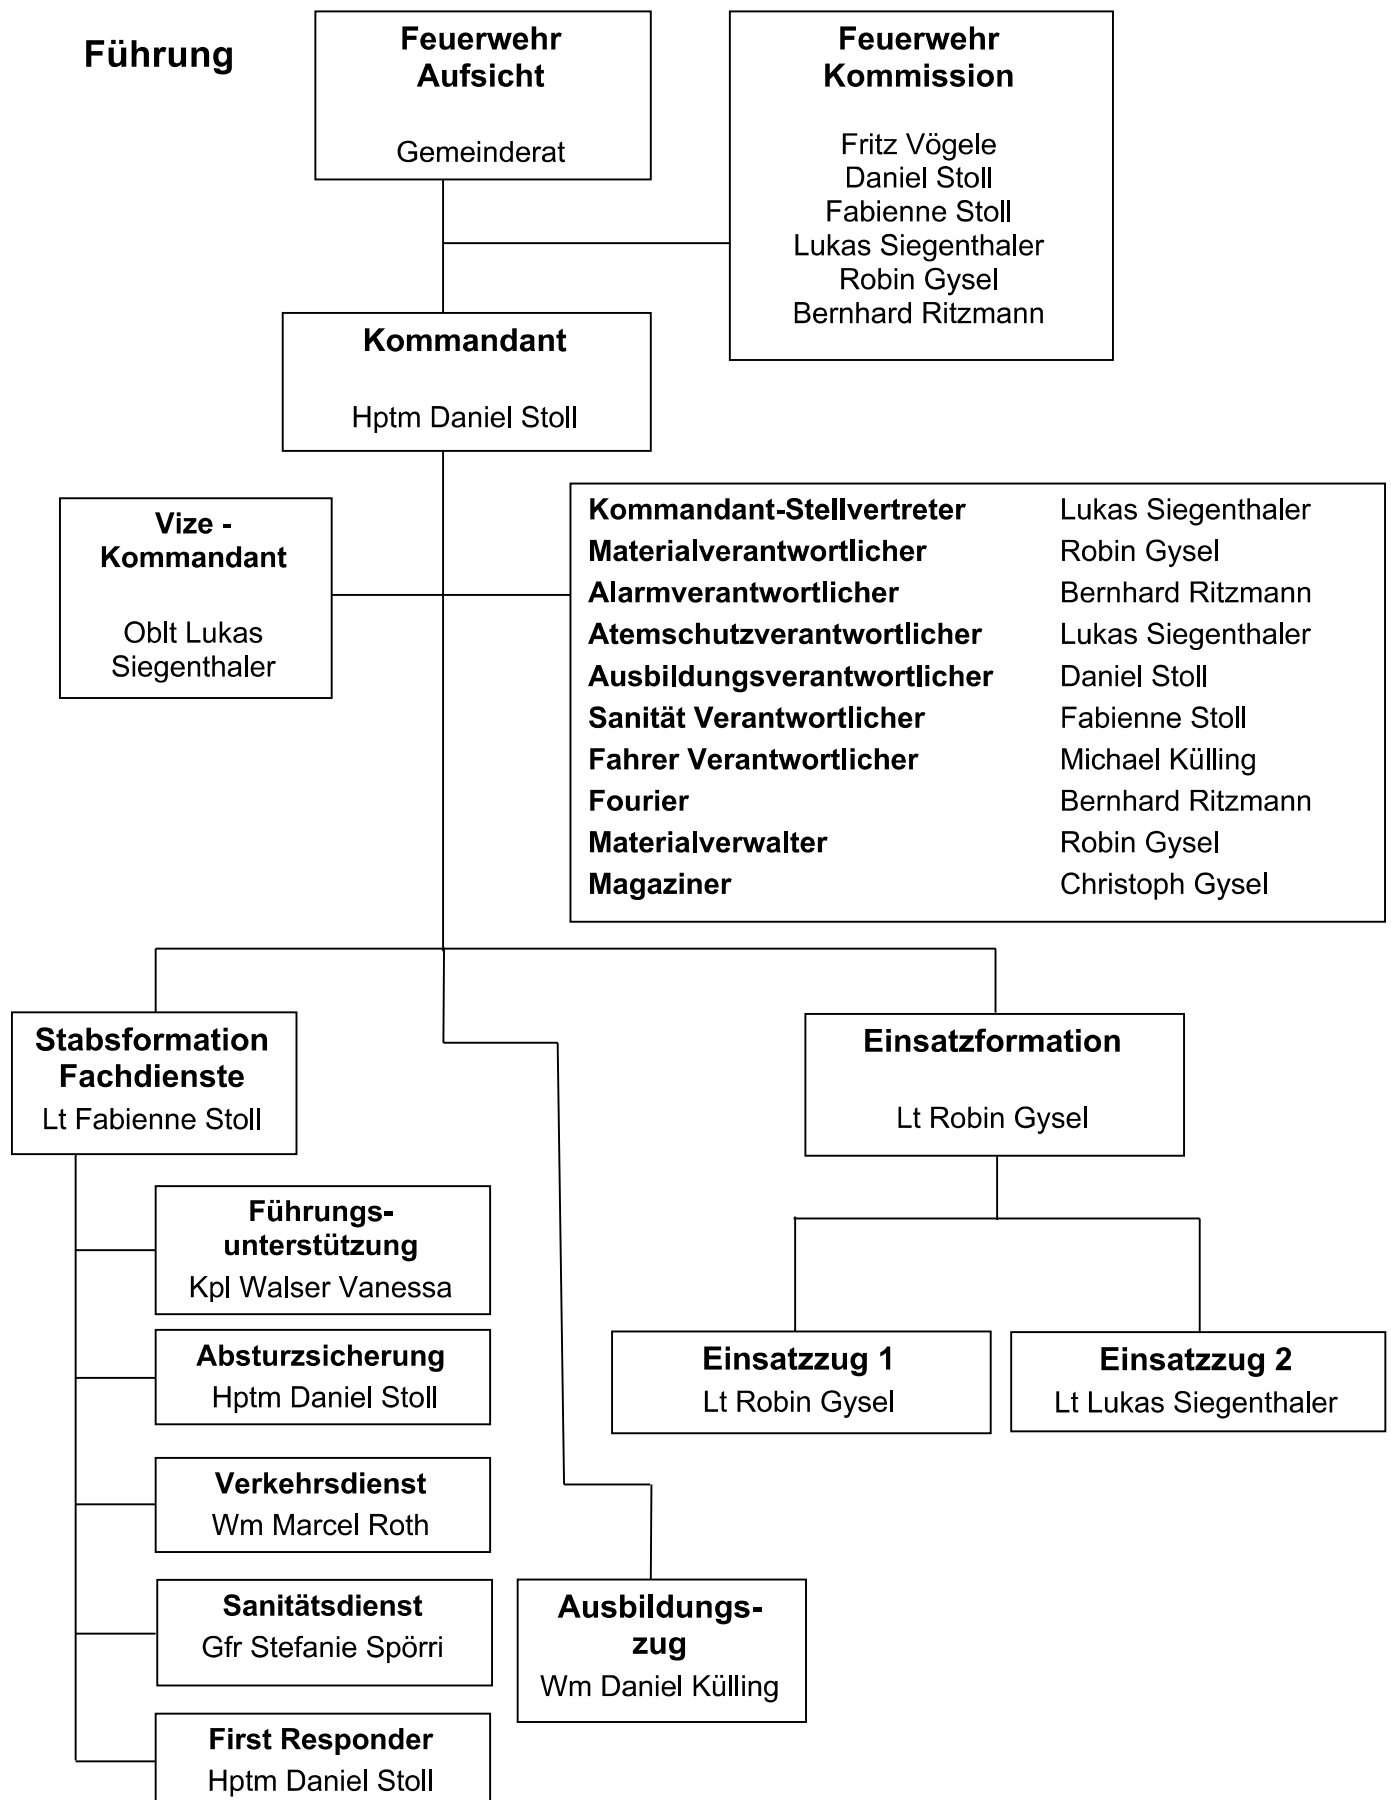 Führung
Feuerwehr
Aufsicht
Gemeinderat
Feuerwehr
Kommission
Fritz Vögele
Daniel Stoll
Fabienne Stoll
Lukas Siegenthaler
Robin Gysel
Bernhard Ritzmann
Kommandant
Hptm Daniel Stoll
Vize -
Kommandant
Oblt Lukas
Siegenthaler
Kommandant-Stellvertreter Lukas Siegenthaler
Materialverantwortlicher Robin Gysel
Alarmverantwortlicher Bernhard Ritzmann
Atemschutzverantwortlicher Lukas Siegenthaler
Ausbildungsverantwortlicher Daniel Stoll
Sanität Verantwortlicher Fabienne Stoll
Fahrer Verantwortlicher Michael Külling
Fourier Bernhard Ritzmann
Materialverwalter Robin Gysel
Magaziner Christoph Gysel
Stabsformation
Fachdienste
Lt Fabienne Stoll
Einsatzformation
Lt Robin Gysel
Führungs-
unterstützung
Kpl Walser Vanessa
Absturzsicherung
Hptm Daniel Stoll
Einsatzzug 1
Lt Robin Gysel
Einsatzzug 2
Lt Lukas Siegenthaler
Verkehrsdienst
Wm Marcel Roth
Sanitätsdienst
Gfr Stefanie Spörri
Ausbildungs-
zug
Wm Daniel Külling
First Responder
Hptm Daniel Stoll